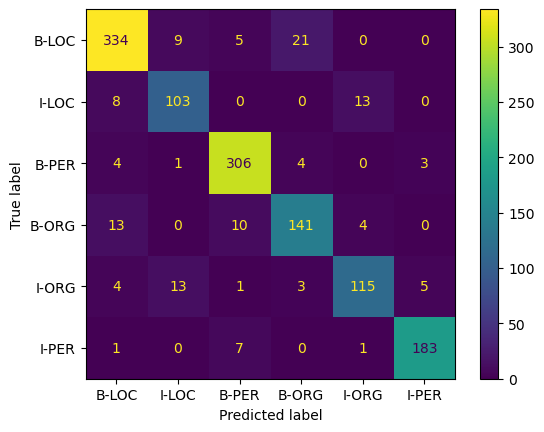 B-LOC 334 9 5 21 0 0
I-LOC 8 103 0 0 13 0
B-PER 4 1 306 4 0 3
B-ORG 13 0 10 141 4 0
I-ORG 4 13 1 3 115 5
I-PER 1 0 7 0 1 183
B-LOC I-LOC B-PER B-ORG I-ORG I-PER
Predicted label
True label
300
250
200
150
100
50
0